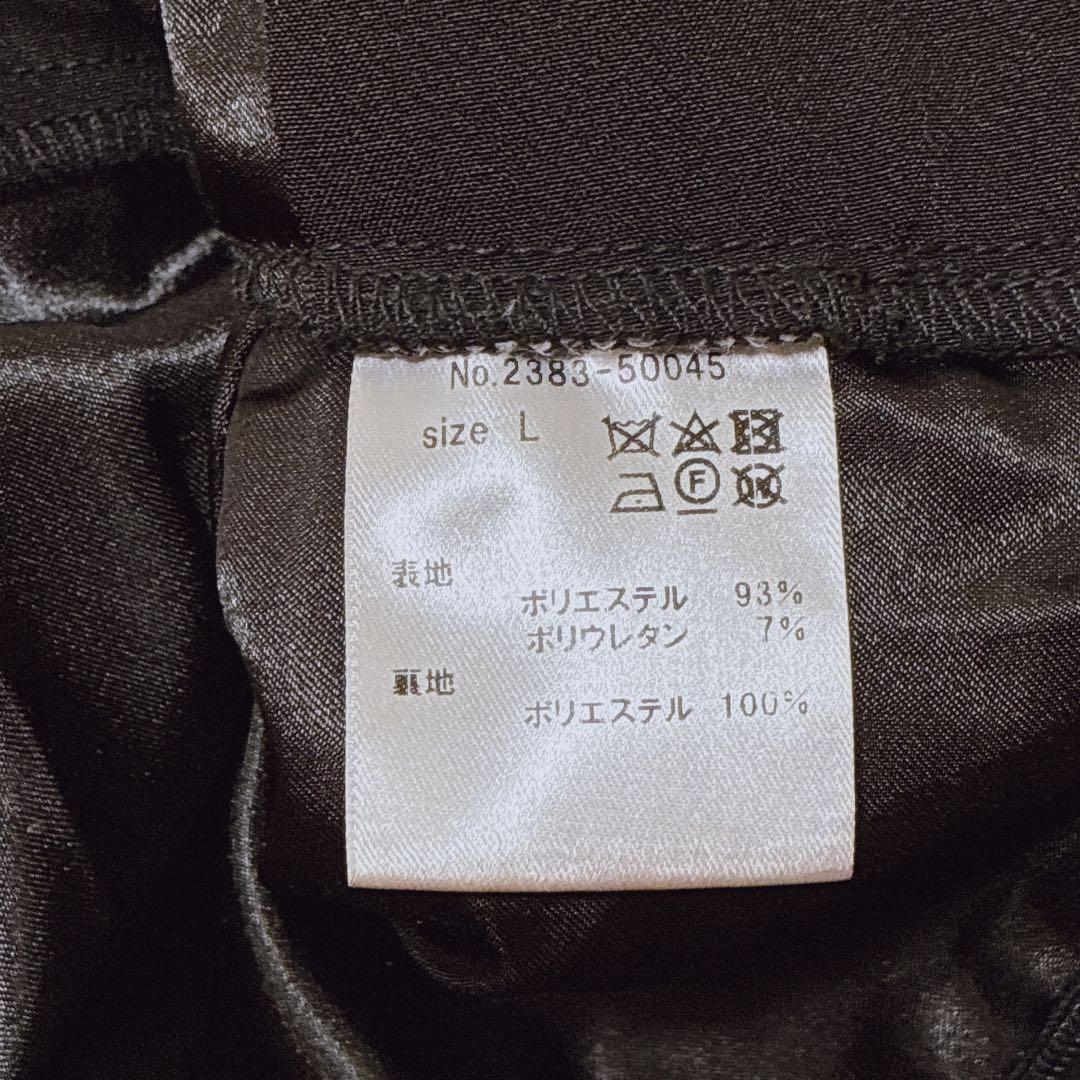 No.2383-50045
size L
F
表地
ポリエステル 93%
ポリウレタン 7%
裏地
ポリエステル 100%